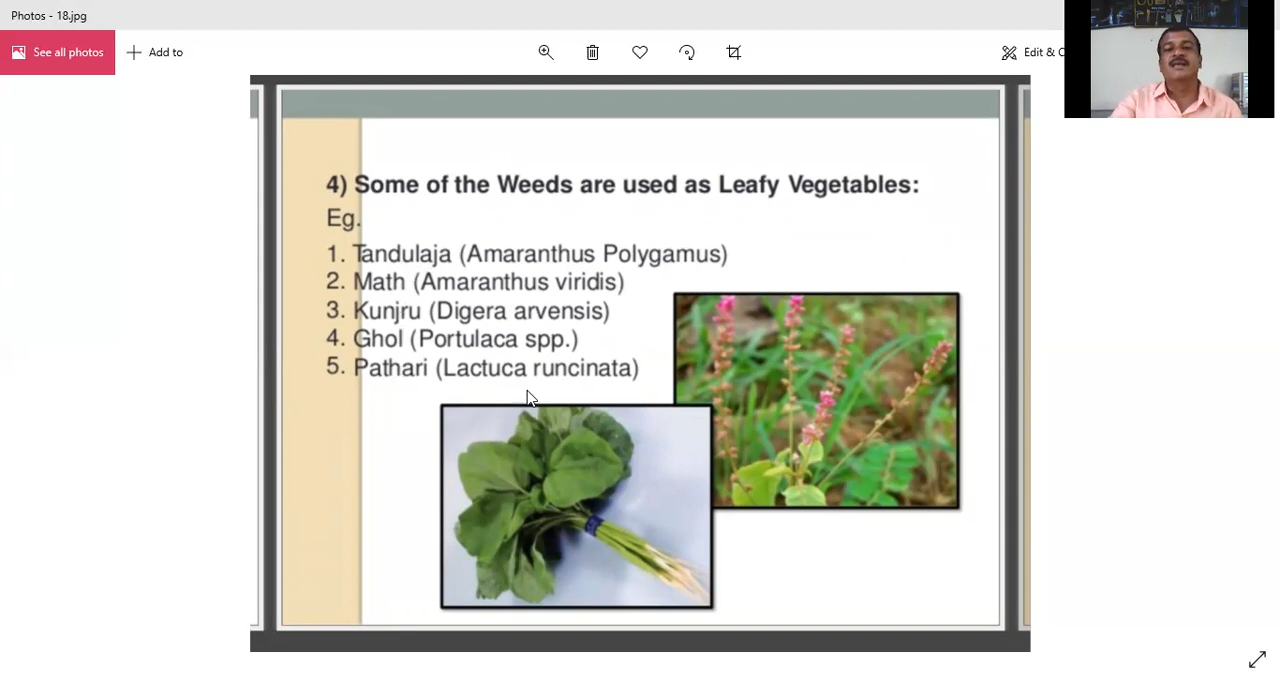 Photos - 18.jpg
See all photos
Add to
Edit & C
4) Some of the Weeds are used as Leafy Vegetables:
Eg.
1. Tandulaja (Amaranthus Polygamus)
2. Math (Amaranthus viridis)
3. Kunjru (Digera arvensis)
4. Ghol (Portulaca spp.)
5. Pathari (Lactuca runcinata)